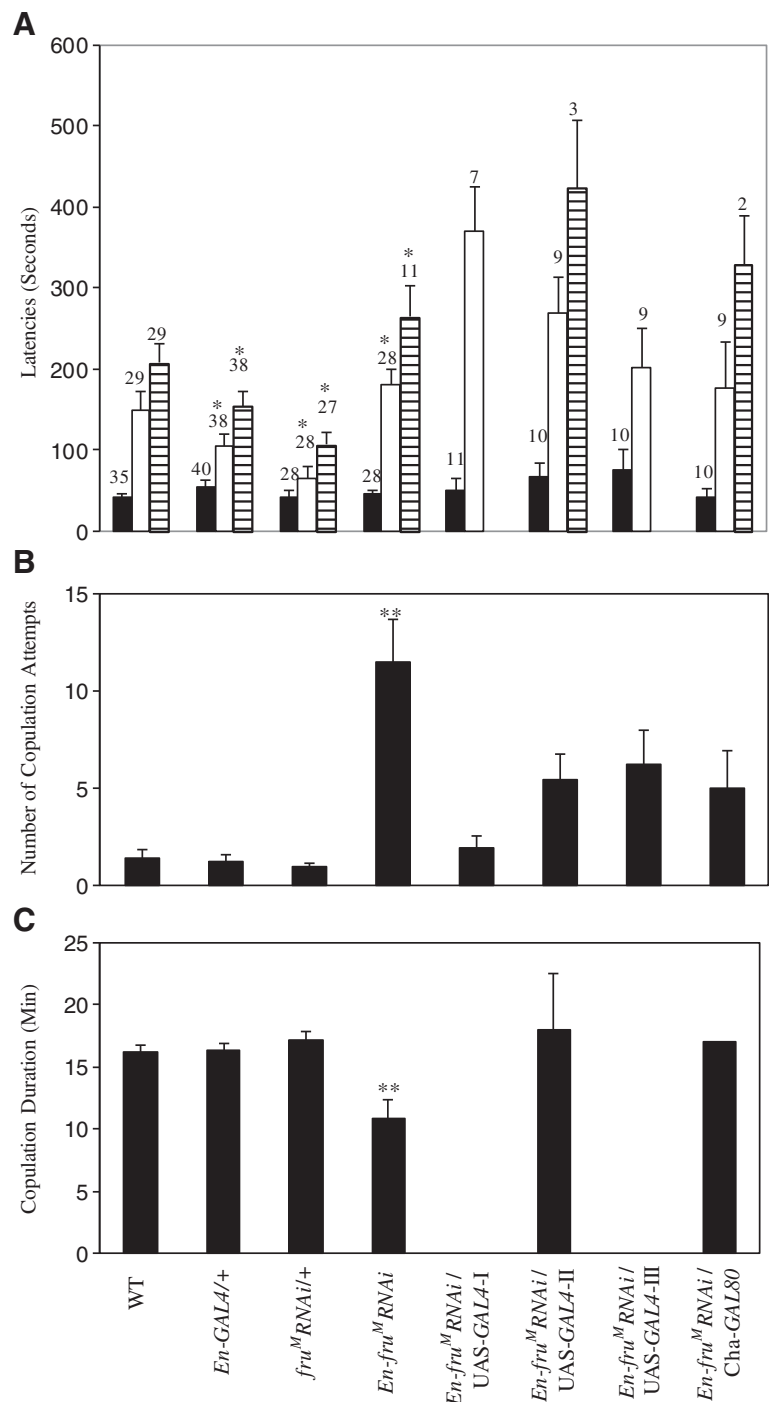 A
600
500
400
300
200
100
0
Latencies (Seconds)
35
29
29
40
*
38
*
38
28
*
28
*
27
28
*
28
*
11
11
7
10
9
3
10
9
10
9
2
B
15
10
5
0
Number of Copulation Attempts
**
C
25
20
15
10
5
0
Copulation Duration (Min)
**
WT
En-GAL4/+
fruᴹRNAi/+
En-fruᴹRNAi
En-fruᴹRNAi /
UAS-GAL4-I
En-fruᴹRNAi /
UAS-GAL4-II
En-fruᴹRNAi /
UAS-GAL4-III
En-fruᴹRNAi /
Cha-GAL80